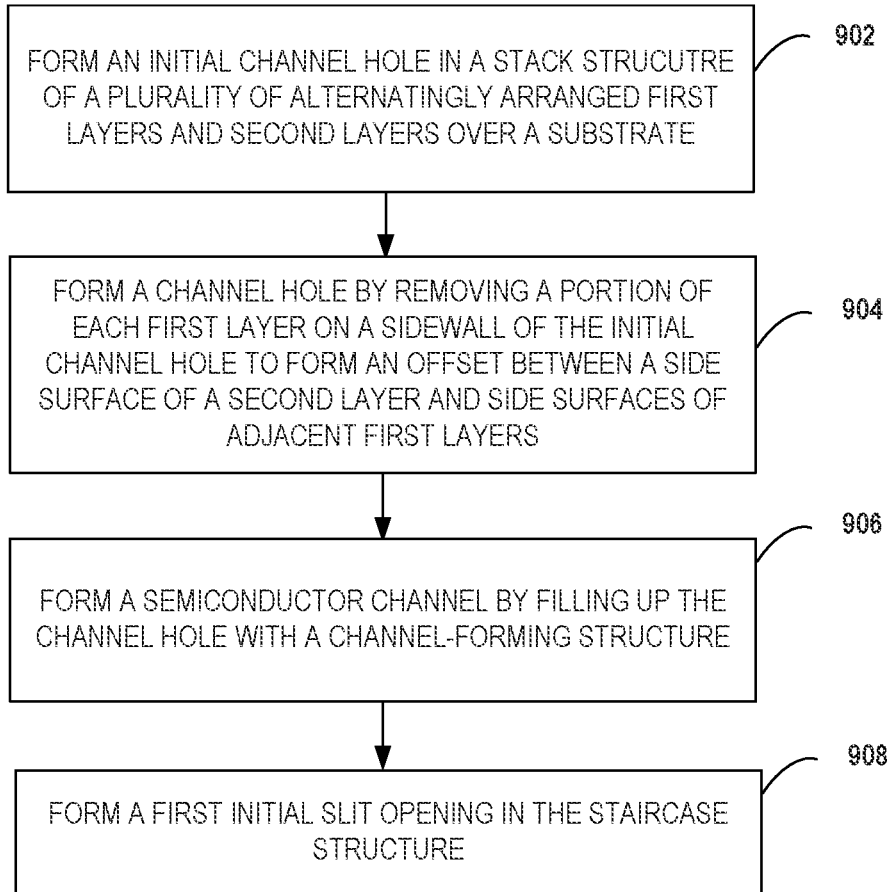 FORM AN INITIAL CHANNEL HOLE IN A STACK STRUCUTRE
OF A PLURALITY OF ALTERNATINGLY ARRANGED FIRST
LAYERS AND SECOND LAYERS OVER A SUBSTRATE
902
FORM A CHANNEL HOLE BY REMOVING A PORTION OF
EACH FIRST LAYER ON A SIDEWALL OF THE INITIAL
CHANNEL HOLE TO FORM AN OFFSET BETWEEN A SIDE
SURFACE OF A SECOND LAYER AND SIDE SURFACES OF
ADJACENT FIRST LAYERS
904
FORM A SEMICONDUCTOR CHANNEL BY FILLING UP THE
CHANNEL HOLE WITH A CHANNEL-FORMING STRUCTURE
906
FORM A FIRST INITIAL SLIT OPENING IN THE STAIRCASE
STRUCTURE
908